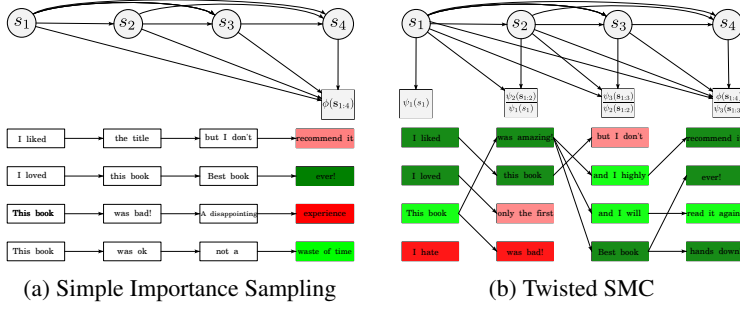 s1 s2 s3 s4
ϕ(s1:4)
I liked the title but I don't recommend it
I loved this book Best book ever!
This book was bad! A disappointing experience
This book was ok not a waste of time
(a) Simple Importance Sampling
s1 s2 s3 s4
ψ1(s1) ψ2(s1:2)/ψ1(s1) ψ3(s1:3)/ψ2(s1:2) ϕ(s1:4)/ψ3(s1:3)
I liked was amazing! but I don't recommend it
I loved this book and I highly ever!
This book only the first and I will read it again
I hate was bad! Best book hands down
(b) Twisted SMC